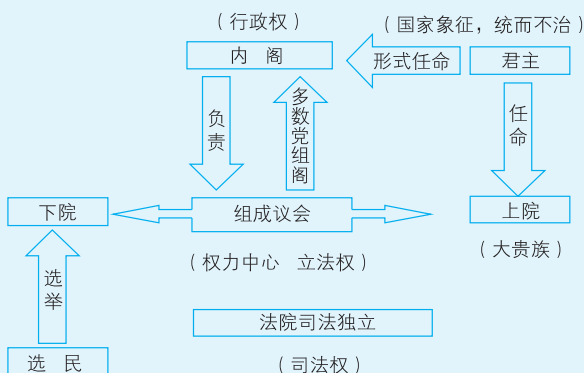 （行政权）
（国家象征，统而不治）
内 阁
形式任命
君主
负责
多数党组阁
任命
下院
组成议会
上院
（权力中心 立法权）
（大贵族）
选举
法院司法独立
选 民
（司法权）